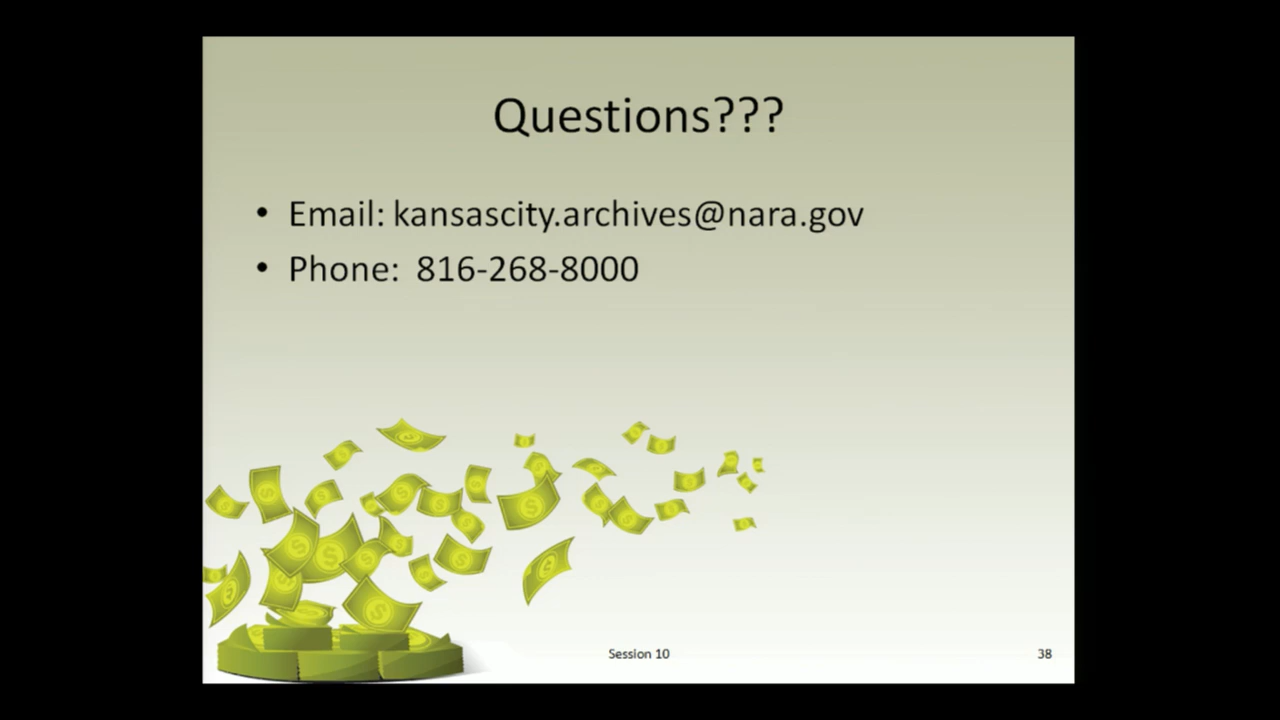 Questions???
• Email: kansascity.archives@nara.gov
• Phone:  816-268-8000
Session 10
38